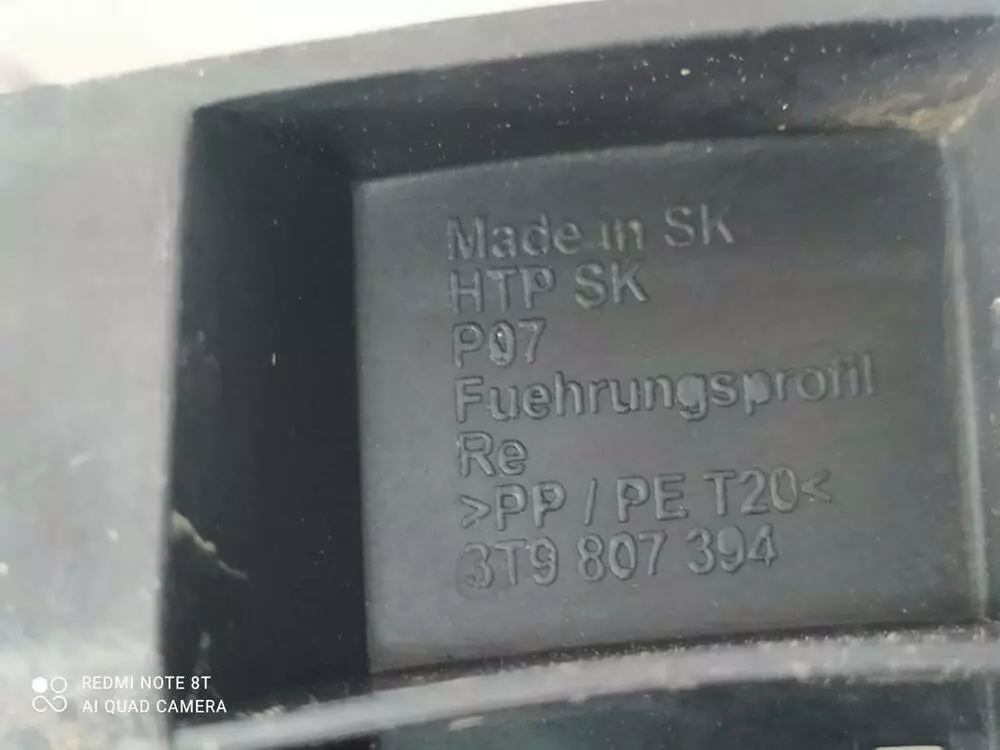 Made in SK
HTP SK
P07
Fuehrungsprofil
Re
>PP / PE T20<
3T9 807 394
REDMI NOTE 8T
AI QUAD CAMERA